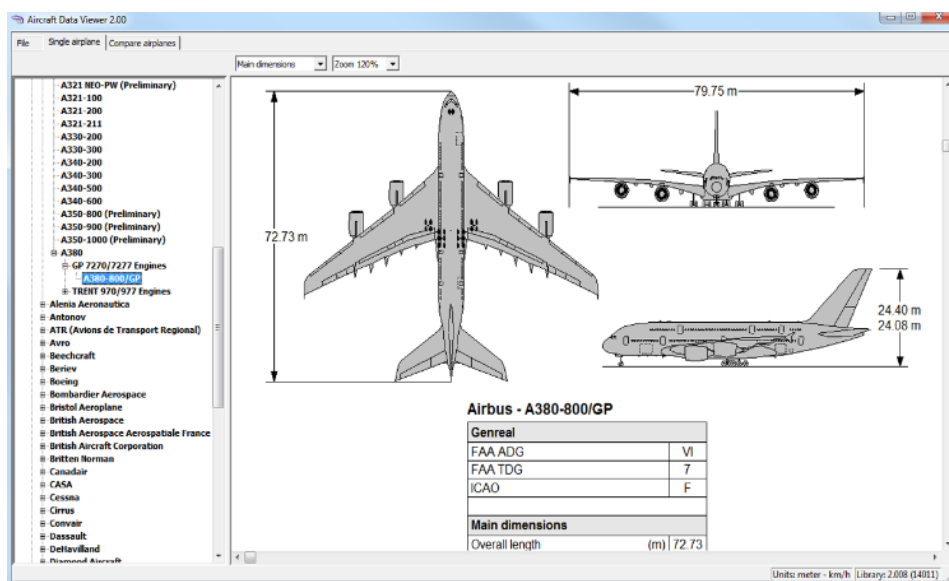 Aircraft Data Viewer 2.00
File Single airplane Compare airplanes
Main dimensions Zoom 120%
A321 NEO-PW (Preliminary)
A321-100
A321-200
A321-211
A330-200
A330-300
A340-200
A340-300
A340-500
A340-600
A350-800 (Preliminary)
A350-900 (Preliminary)
A350-1000 (Preliminary)
A380
GP 7270/7277 Engines
A380-800/GP
TRENT 970/977 Engines
Alenia Aeronautica
Antonov
ATR (Avions de Transport Regional)
Avro
Beechcraft
Beriev
Boeing
Bombardier Aerospace
Bristol Aeroplane
British Aerospace
British Aerospace Aerospatiale France
British Aircraft Corporation
Britten Norman
Canadair
CASA
Cessna
Cirrus
Convair
Dassault
DeHavilland
Diamond Aircraft
79.75 m
72.73 m
24.40 m
24.08 m
Airbus - A380-800/GP
Genreal
FAA ADG VI
FAA TDG 7
ICAO F
Main dimensions
Overall length (m) 72.73
Units: meter - km/h Library: 2.008 (14011)